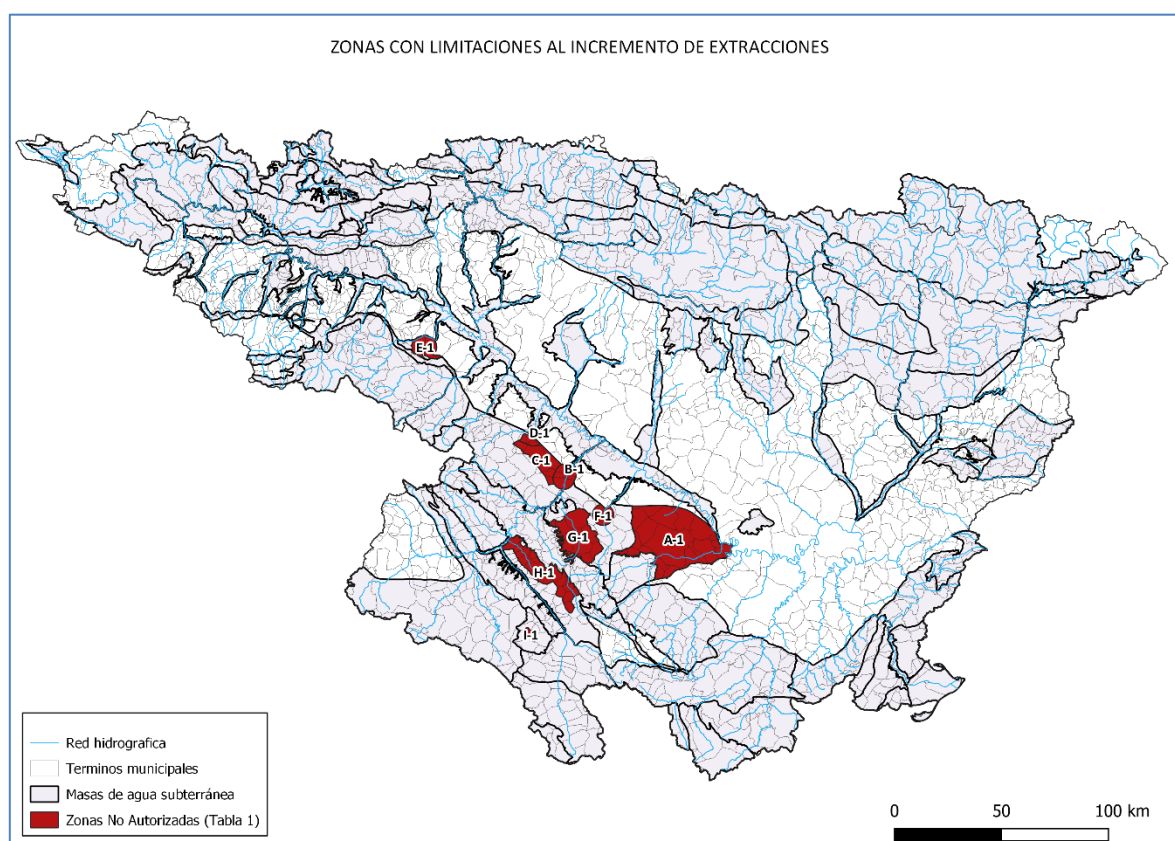 ZONAS CON LIMITACIONES AL INCREMENTO DE EXTRACCIONES
E-1
D-1
C-1
B-1
F-1
G-1
A-1
H-1
I-1
Red hidrografica
Terminos municipales
Masas de agua subterránea
Zonas No Autorizadas (Tabla 1)
0 50 100 km